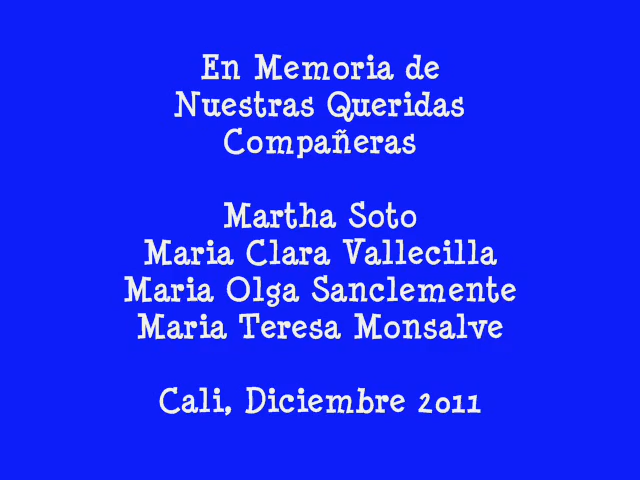 En Memoria de
Nuestras Queridas
Compañeras
Martha Soto
Maria Clara Vallecilla
Maria Olga Sanclemente
Maria Teresa Monsalve
Cali, Diciembre 2011